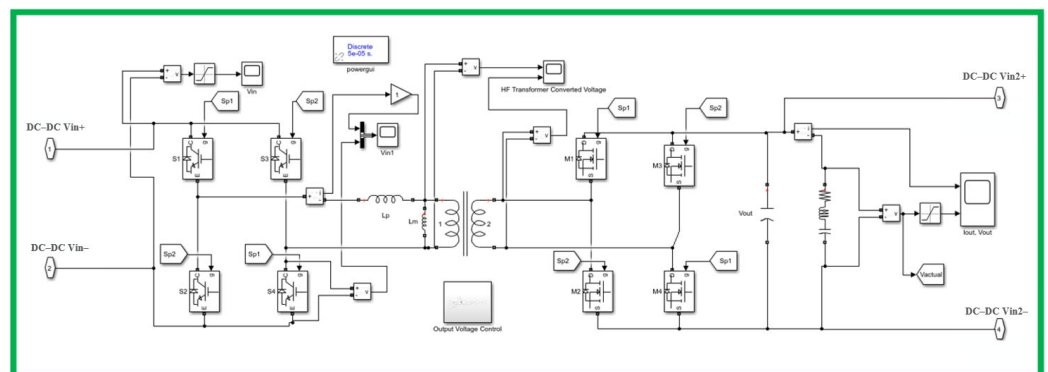 Discrete
5e-05 s.
powergui
Vin
HF Transformer Converted Voltage
DC–DC Vin2+
3
Sp1
Sp2
1
Vin1
Sp1
Sp2
DC–DC Vin+
1
S1
S3
M1
M3
Lp
Lm
1
2
Vout
Iout, Vout
DC–DC Vin–
2
Sp2
Sp1
S2
S4
Sp2
Sp1
M2
M4
Vactual
Output Voltage Control
DC–DC Vin2–
4